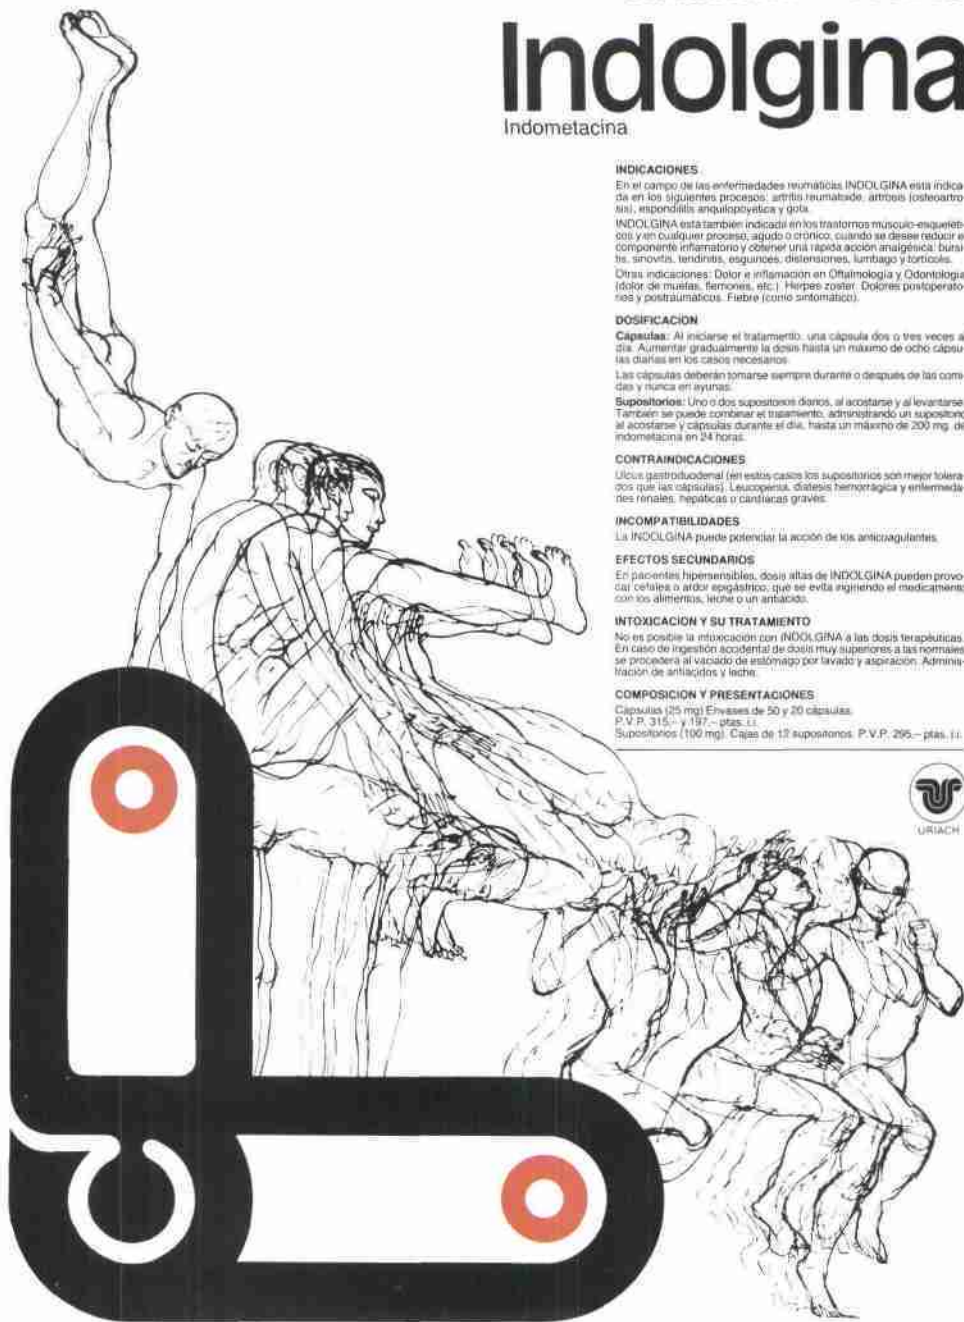 Indolgina
Indometacina
INDICACIONES
En el campo de las enfermedades reumáticas INDOLGINA está indica-
da en los siguientes procesos: artritis reumatoide, artrosis (osteoartro-
sis), espondilitis anquilopoyética y gota.
INDOLGINA está también indicada en los trastornos músculo-esqueléti-
cos y en cualquier proceso, agudo o crónico, cuando se desee reducir e
componente inflamatorio y obtener una rápida acción analgésica: bursi-
tis, sinovitis, tendinitis, esguinces, distensiones, lumbago y tortícolis.
Otras indicaciones: Dolor e inflamación en Oftalmología y Odontología
(dolor de muelas, flemones, etc.). Herpes zoster. Dolores postoperato-
rios y postraumáticos. Fiebre (como sintomático).
DOSIFICACION
Cápsulas: Al iniciarse el tratamiento, una cápsula dos o tres veces a
día. Aumentar gradualmente la dosis hasta un máximo de ocho cápsu-
las diarias en los casos necesarios.
Las cápsulas deberán tomarse siempre durante o después de las comi-
das y nunca en ayunas.
Supositorios: Uno o dos supositorios diarios, al acostarse y al levantarse
También se puede combinar el tratamiento, administrando un supositorio
al acostarse y cápsulas durante el día, hasta un máximo de 200 mg. de
indometacina en 24 horas.
CONTRAINDICACIONES
Ulcus gastroduodenal (en estos casos los supositorios son mejor tolera-
dos que las cápsulas). Leucopenia, diátesis hemorrágica y enfermeda-
des renales, hepáticas o cardíacas graves.
INCOMPATIBILIDADES
La INDOLGINA puede potenciar la acción de los anticoagulantes.
EFECTOS SECUNDARIOS
En pacientes hipersensibles, dosis altas de INDOLGINA pueden provo-
car cefalea o ardor epigástrico, que se evita ingiriendo el medicamento
con los alimentos, leche o un antiácido.
INTOXICACION Y SU TRATAMIENTO
No es posible la intoxicación con INDOLGINA a las dosis terapéuticas.
En caso de ingestión accidental de dosis muy superiores a las normales
se procederá al vaciado de estómago por lavado y aspiración. Adminis-
tración de antiácidos y leche.
COMPOSICION Y PRESENTACIONES
Cápsulas (25 mg) Envases de 50 y 20 cápsulas.
P.V.P. 315,– y 197,– ptas. i.i.
Supositorios (100 mg). Cajas de 12 supositorios. P.V.P. 295,– ptas. i.i.
URIACH